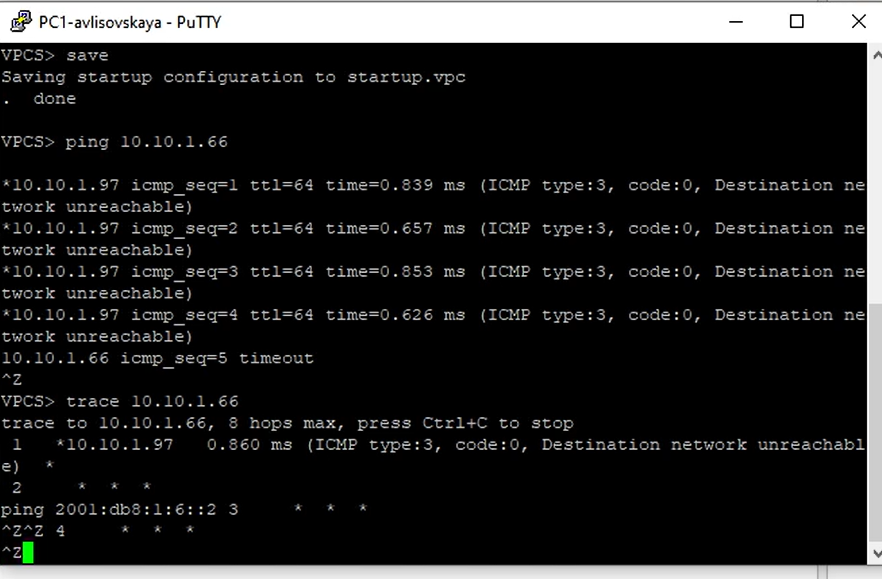 PC1-avlisovskaya - PuTTY
VPCS> save
Saving startup configuration to startup.vpc
.  done
VPCS> ping 10.10.1.66
*10.10.1.97 icmp_seq=1 ttl=64 time=0.839 ms (ICMP type:3, code:0, Destination ne
twork unreachable)
*10.10.1.97 icmp_seq=2 ttl=64 time=0.657 ms (ICMP type:3, code:0, Destination ne
twork unreachable)
*10.10.1.97 icmp_seq=3 ttl=64 time=0.853 ms (ICMP type:3, code:0, Destination ne
twork unreachable)
*10.10.1.97 icmp_seq=4 ttl=64 time=0.626 ms (ICMP type:3, code:0, Destination ne
twork unreachable)
10.10.1.66 icmp_seq=5 timeout
^Z
VPCS> trace 10.10.1.66
trace to 10.10.1.66, 8 hops max, press Ctrl+C to stop
 1   *10.10.1.97   0.860 ms (ICMP type:3, code:0, Destination network unreachabl
e)  *
 2     *  *  *
ping 2001:db8:1:6::2 3     *  *  *
^Z^Z 4     *  *  *
^Z